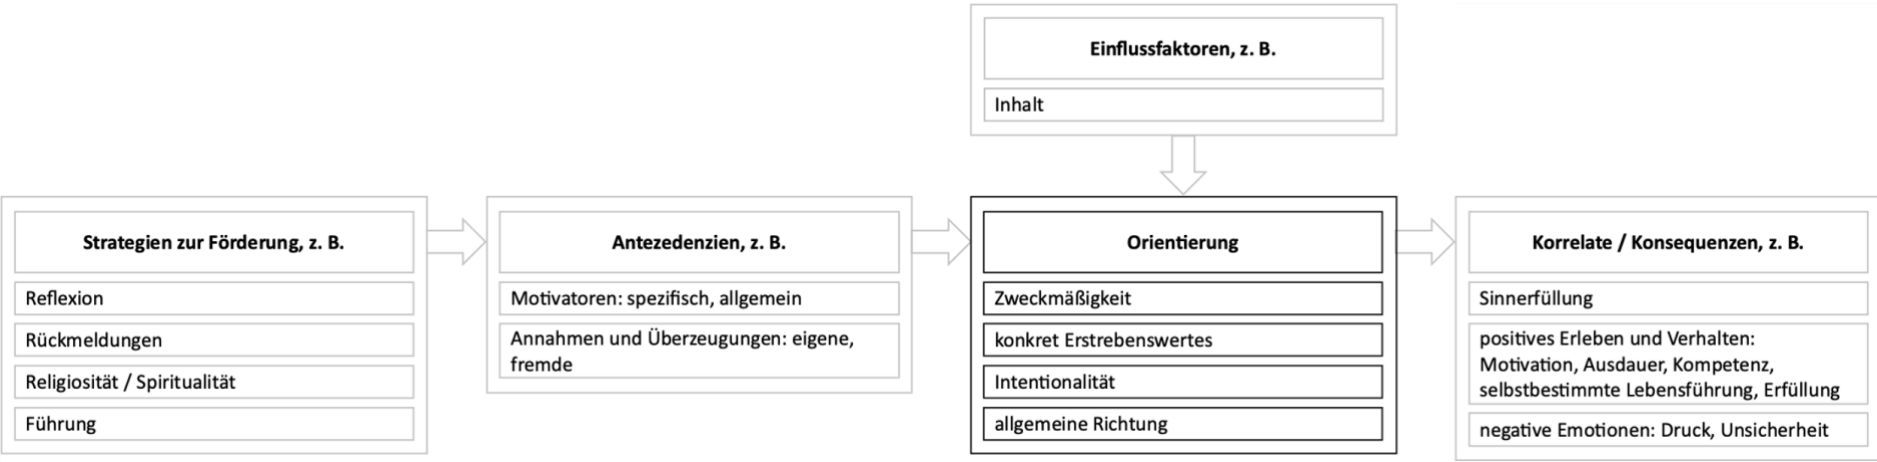 Einflussfaktoren, z. B.
Inhalt
Strategien zur Förderung, z. B.
Reflexion
Rückmeldungen
Religiosität / Spiritualität
Führung
Antezedenzien, z. B.
Motivatoren: spezifisch, allgemein
Annahmen und Überzeugungen: eigene,
fremde
Orientierung
Zweckmäßigkeit
konkret Erstrebenswertes
Intentionalität
allgemeine Richtung
Korrelate / Konsequenzen, z. B.
Sinnerfüllung
positives Erleben und Verhalten:
Motivation, Ausdauer, Kompetenz,
selbstbestimmte Lebensführung, Erfüllung
negative Emotionen: Druck, Unsicherheit